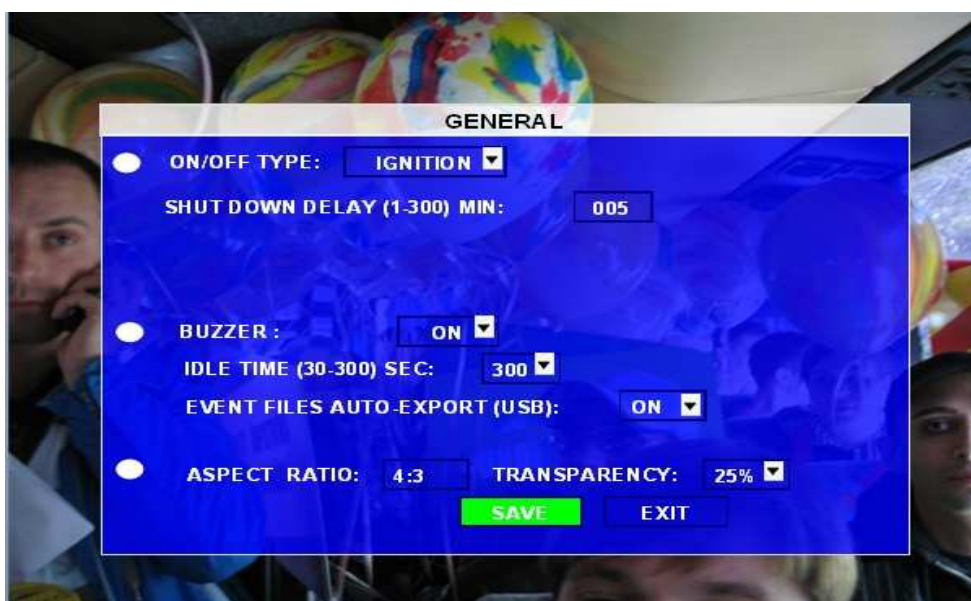 GENERAL
ON/OFF TYPE: IGNITION
SHUT DOWN DELAY (1-300) MIN: 005
BUZZER : ON
IDLE TIME (30-300) SEC: 300
EVENT FILES AUTO-EXPORT (USB): ON
ASPECT RATIO: 4:3 TRANSPARENCY: 25%
SAVE EXIT